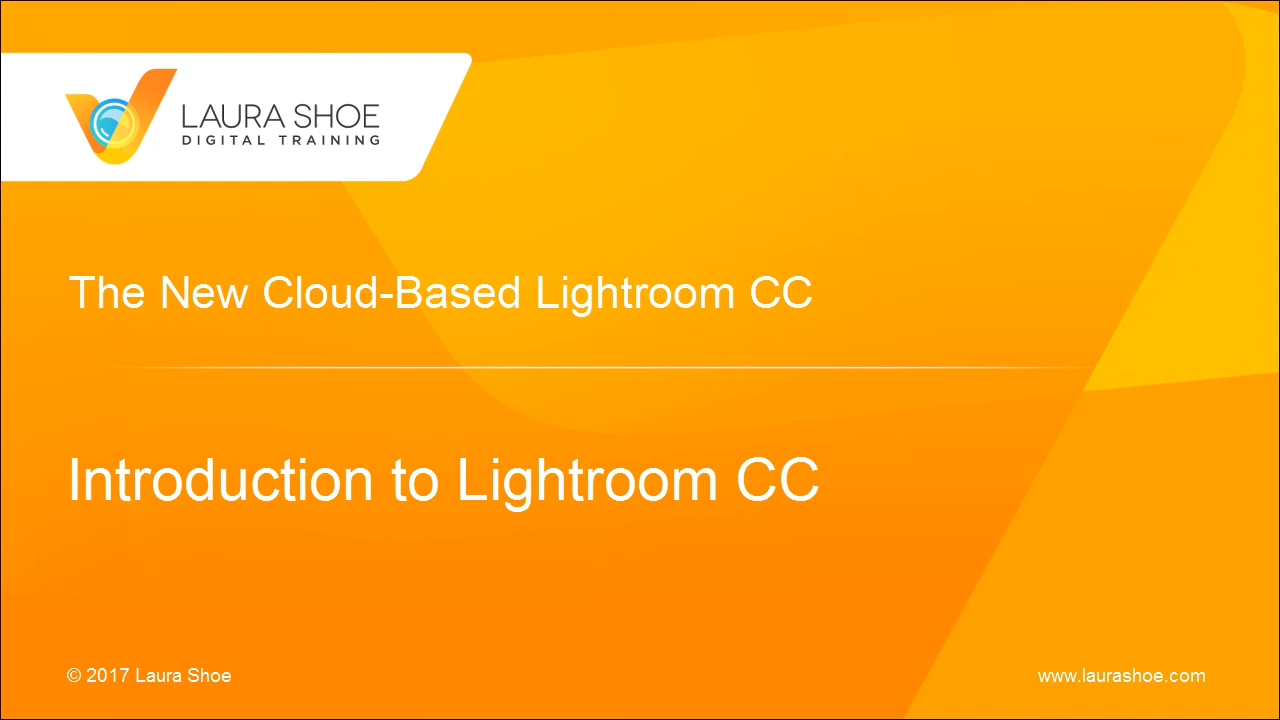 LAURA SHOE
DIGITAL TRAINING
The New Cloud-Based Lightroom CC
Introduction to Lightroom CC
© 2017 Laura Shoe
www.laurashoe.com